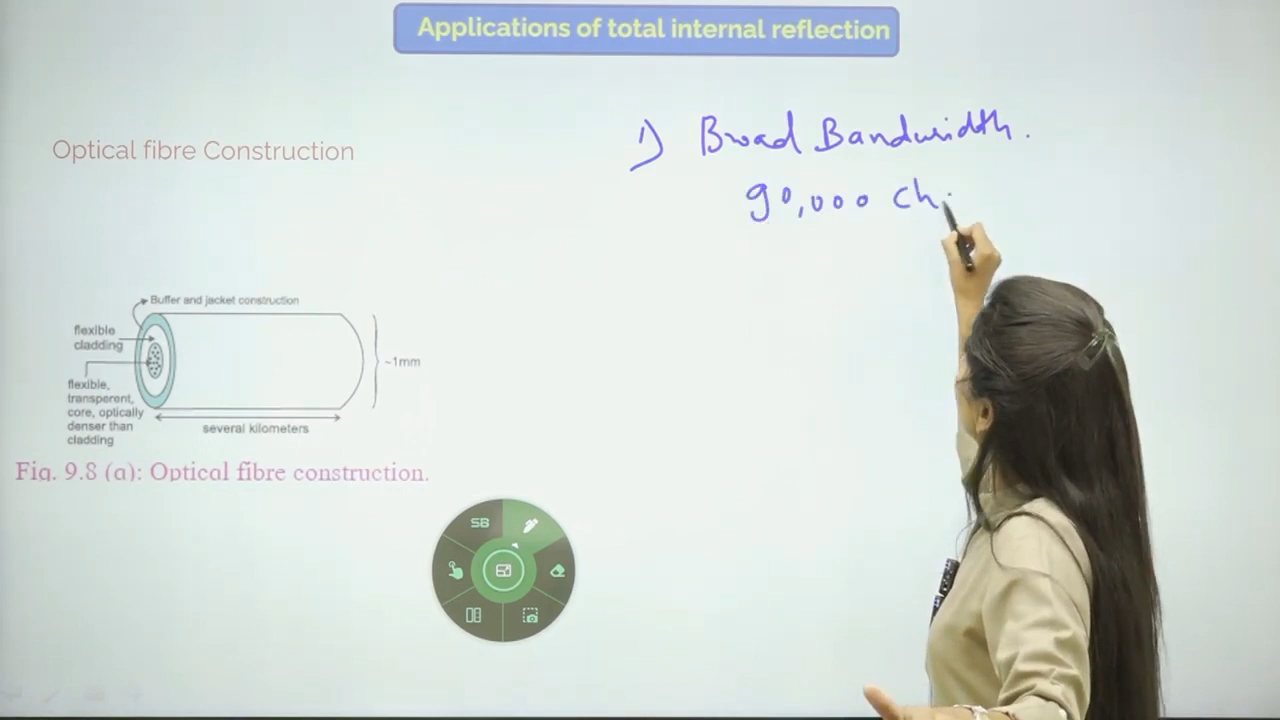 Applications of total internal reflection
Optical fibre Construction
1) Broad Bandwidth.
90,000 ch.
Buffer and jacket construction
flexible
cladding
~1mm
flexible,
transparent,
core, optically
denser than
cladding
several kilometers
Fig. 9.8 (a): Optical fibre construction.
SB